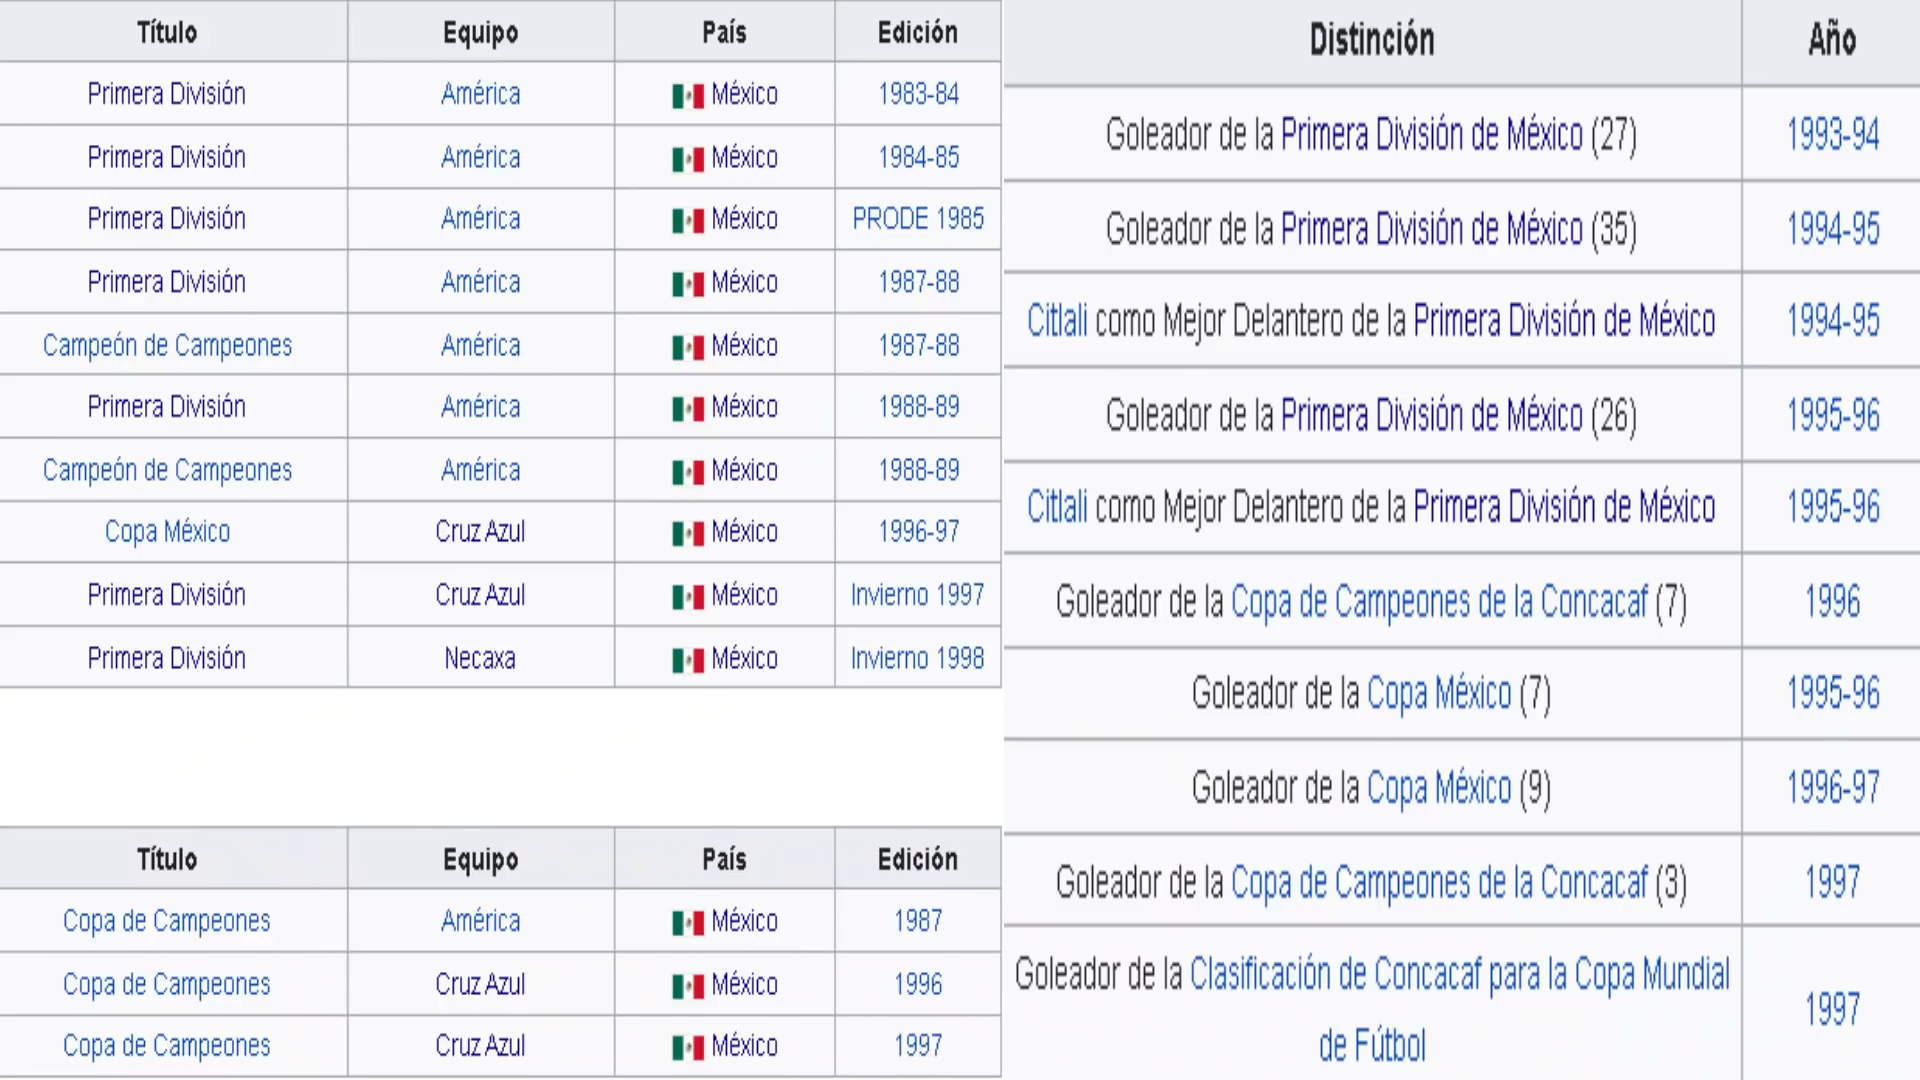 Título Equipo País Edición
Primera División América México 1983-84
Primera División América México 1984-85
Primera División América México PRODE 1985
Primera División América México 1987-88
Campeón de Campeones América México 1987-88
Primera División América México 1988-89
Campeón de Campeones América México 1988-89
Copa México Cruz Azul México 1996-97
Primera División Cruz Azul México Invierno 1997
Primera División Necaxa México Invierno 1998
Título Equipo País Edición
Copa de Campeones América México 1987
Copa de Campeones Cruz Azul México 1996
Copa de Campeones Cruz Azul México 1997
Distinción Año
Goleador de la Primera División de México (27) 1993-94
Goleador de la Primera División de México (35) 1994-95
Citlali como Mejor Delantero de la Primera División de México 1994-95
Goleador de la Primera División de México (26) 1995-96
Citlali como Mejor Delantero de la Primera División de México 1995-96
Goleador de la Copa de Campeones de la Concacaf (7) 1996
Goleador de la Copa México (7) 1995-96
Goleador de la Copa México (9) 1996-97
Goleador de la Copa de Campeones de la Concacaf (3) 1997
Goleador de la Clasificación de Concacaf para la Copa Mundial
de Fútbol 1997